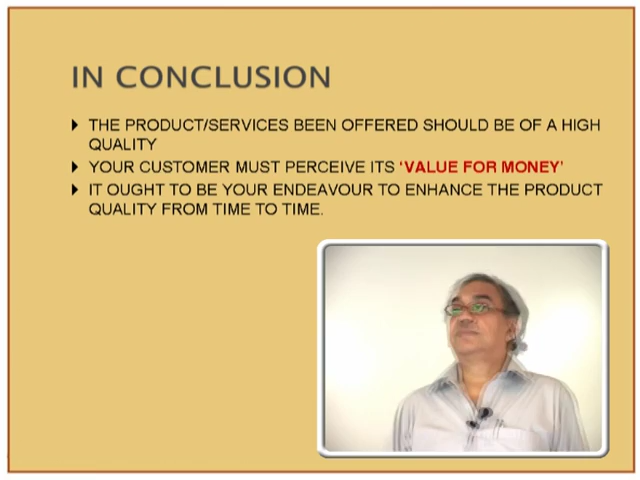 IN CONCLUSION
THE PRODUCT/SERVICES BEEN OFFERED SHOULD BE OF A HIGH
QUALITY
YOUR CUSTOMER MUST PERCEIVE ITS ‘VALUE FOR MONEY’
IT OUGHT TO BE YOUR ENDEAVOUR TO ENHANCE THE PRODUCT
QUALITY FROM TIME TO TIME.